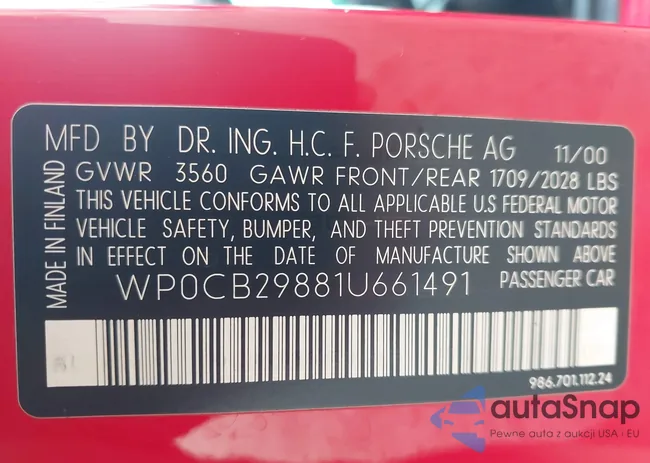 MFD BY DR. ING. H.C. F. PORSCHE AG 11/00
GVWR 3560 GAWR FRONT/REAR 1709/2028 LBS
THIS VEHICLE CONFORMS TO ALL APPLICABLE U.S FEDERAL MOTOR
VEHICLE SAFETY, BUMPER, AND THEFT PREVENTION STANDARDS
IN EFFECT ON THE DATE OF MANUFACTURE SHOWN ABOVE
WP0CB29881U661491 PASSENGER CAR
MADE IN FINLAND
986.701.112.24
autaSnap
Pewne auta z aukcji USA · EU